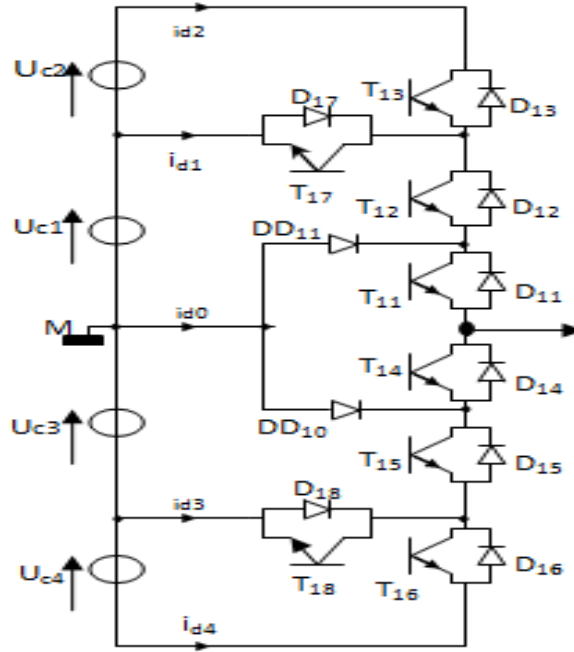 id2
Uc2
T13
D13
D17
id1
T17
T12
D12
Uc1
DD11
T11
D11
M
id0
T14
D14
Uc3
DD10
T15
D15
D18
id3
Uc4
T18
T16
D16
id4